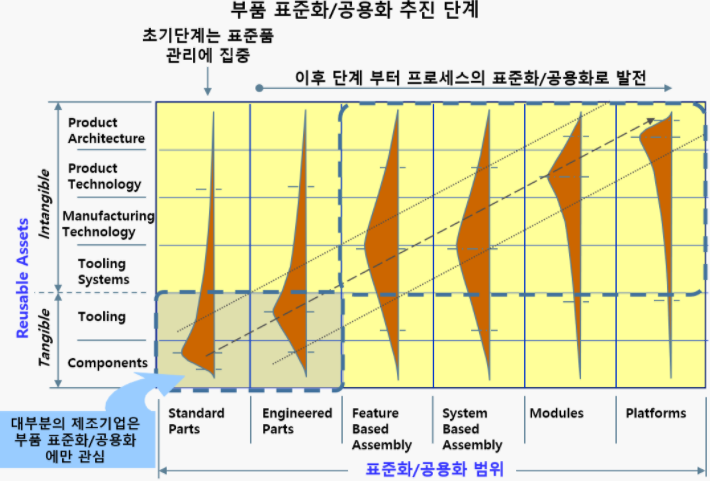 부품 표준화/공용화 추진 단계
초기단계는 표준품
관리에 집중
이후 단계 부터 프로세스의 표준화/공용화로 발전
Reusable Assets
Intangible
Tangible
Product
Architecture
Product
Technology
Manufacturing
Technology
Tooling
Systems
Tooling
Components
대부분의 제조기업은
부품 표준화/공용화
에만 관심
Standard
Parts
Engineered
Parts
Feature
Based
Assembly
System
Based
Assembly
Modules
Platforms
표준화/공용화 범위